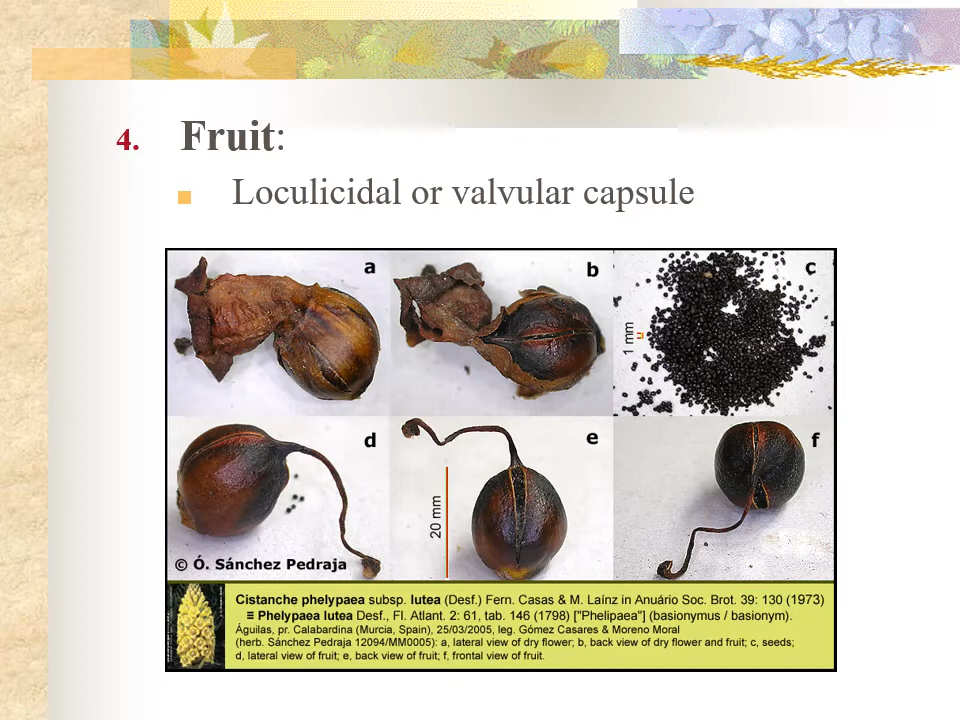 4. Fruit:
■ Loculicidal or valvular capsule
a
b
c
1 mm
d
e
f
20 mm
© Ó. Sánchez Pedraja
Cistanche phelypaea subsp. lutea (Desf.) Fern. Casas & M. Laínz in Anuário Soc. Brot. 39: 130 (1973)
≡ Phelypaea lutea Desf., Fl. Atlant. 2: 61, tab. 146 (1798) ["Phelipaea"] (basionymus / basionym).
Águilas, pr. Calabardina (Murcia, Spain), 25/03/2005, leg. Gómez Casares & Moreno Moral
(herb. Sánchez Pedraja 12094/MM0005): a, lateral view of dry flower; b, back view of dry flower and fruit; c, seeds;
d, lateral view of fruit; e, back view of fruit; f, frontal view of fruit.